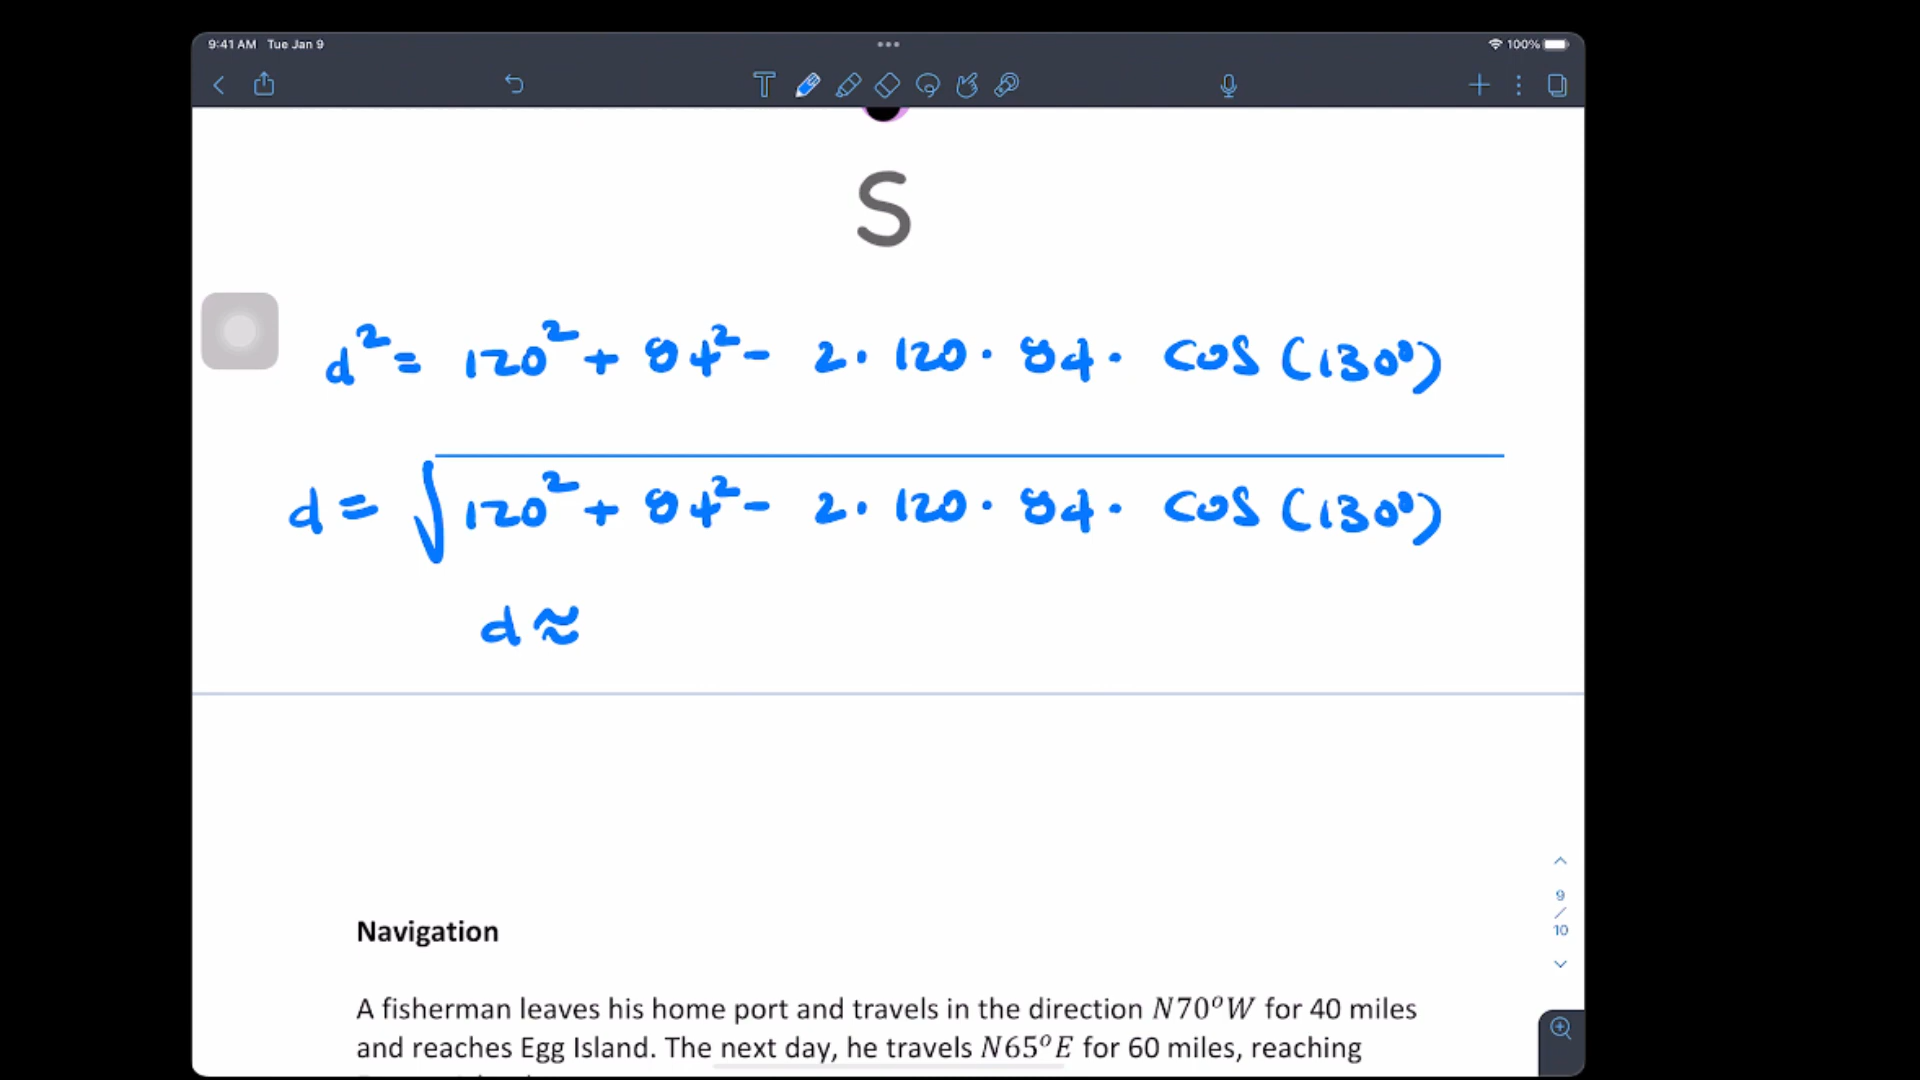 9:41 AM Tue Jan 9
100%
T
S
d² = 120² + 84² - 2 · 120 · 84 · cos (130°)
d = √120² + 84² - 2 · 120 · 84 · cos (130°)
d ≈
9
/
10
Navigation
A fisherman leaves his home port and travels in the direction N70°W for 40 miles
and reaches Egg Island. The next day, he travels N65°E for 60 miles, reaching